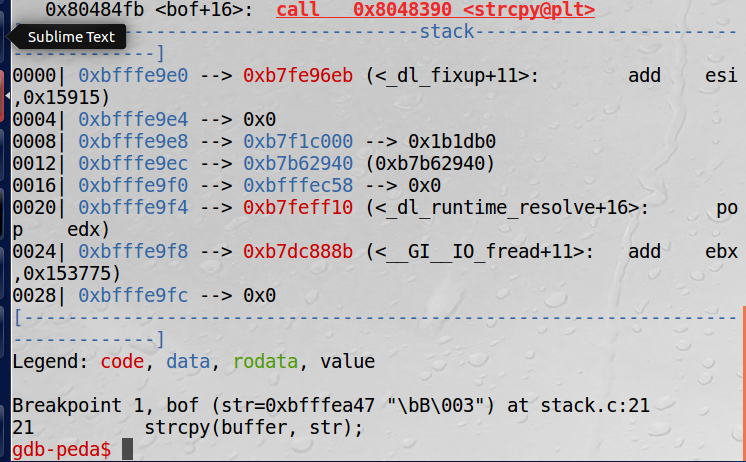 0x80484fb <bof+16>:  call   0x8048390 <strcpy@plt>
Sublime Text
-------------------------stack------------------------
-------------]
0000| 0xbfffe9e0 --> 0xb7fe96eb (<_dl_fixup+11>:        add    esi
,0x15915)
0004| 0xbfffe9e4 --> 0x0
0008| 0xbfffe9e8 --> 0xb7f1c000 --> 0x1b1db0
0012| 0xbfffe9ec --> 0xb7b62940 (0xb7b62940)
0016| 0xbfffe9f0 --> 0xbfffec58 --> 0x0
0020| 0xbfffe9f4 --> 0xb7feff10 (<_dl_runtime_resolve+16>:      po
p    edx)
0024| 0xbfffe9f8 --> 0xb7dc888b (<__GI__IO_fread+11>:   add    ebx
,0x153775)
0028| 0xbfffe9fc --> 0x0
[-----------------------------------------------------------------
-------------]
Legend: code, data, rodata, value
Breakpoint 1, bof (str=0xbfffea47 "\bB\003") at stack.c:21
21          strcpy(buffer, str);
gdb-peda$